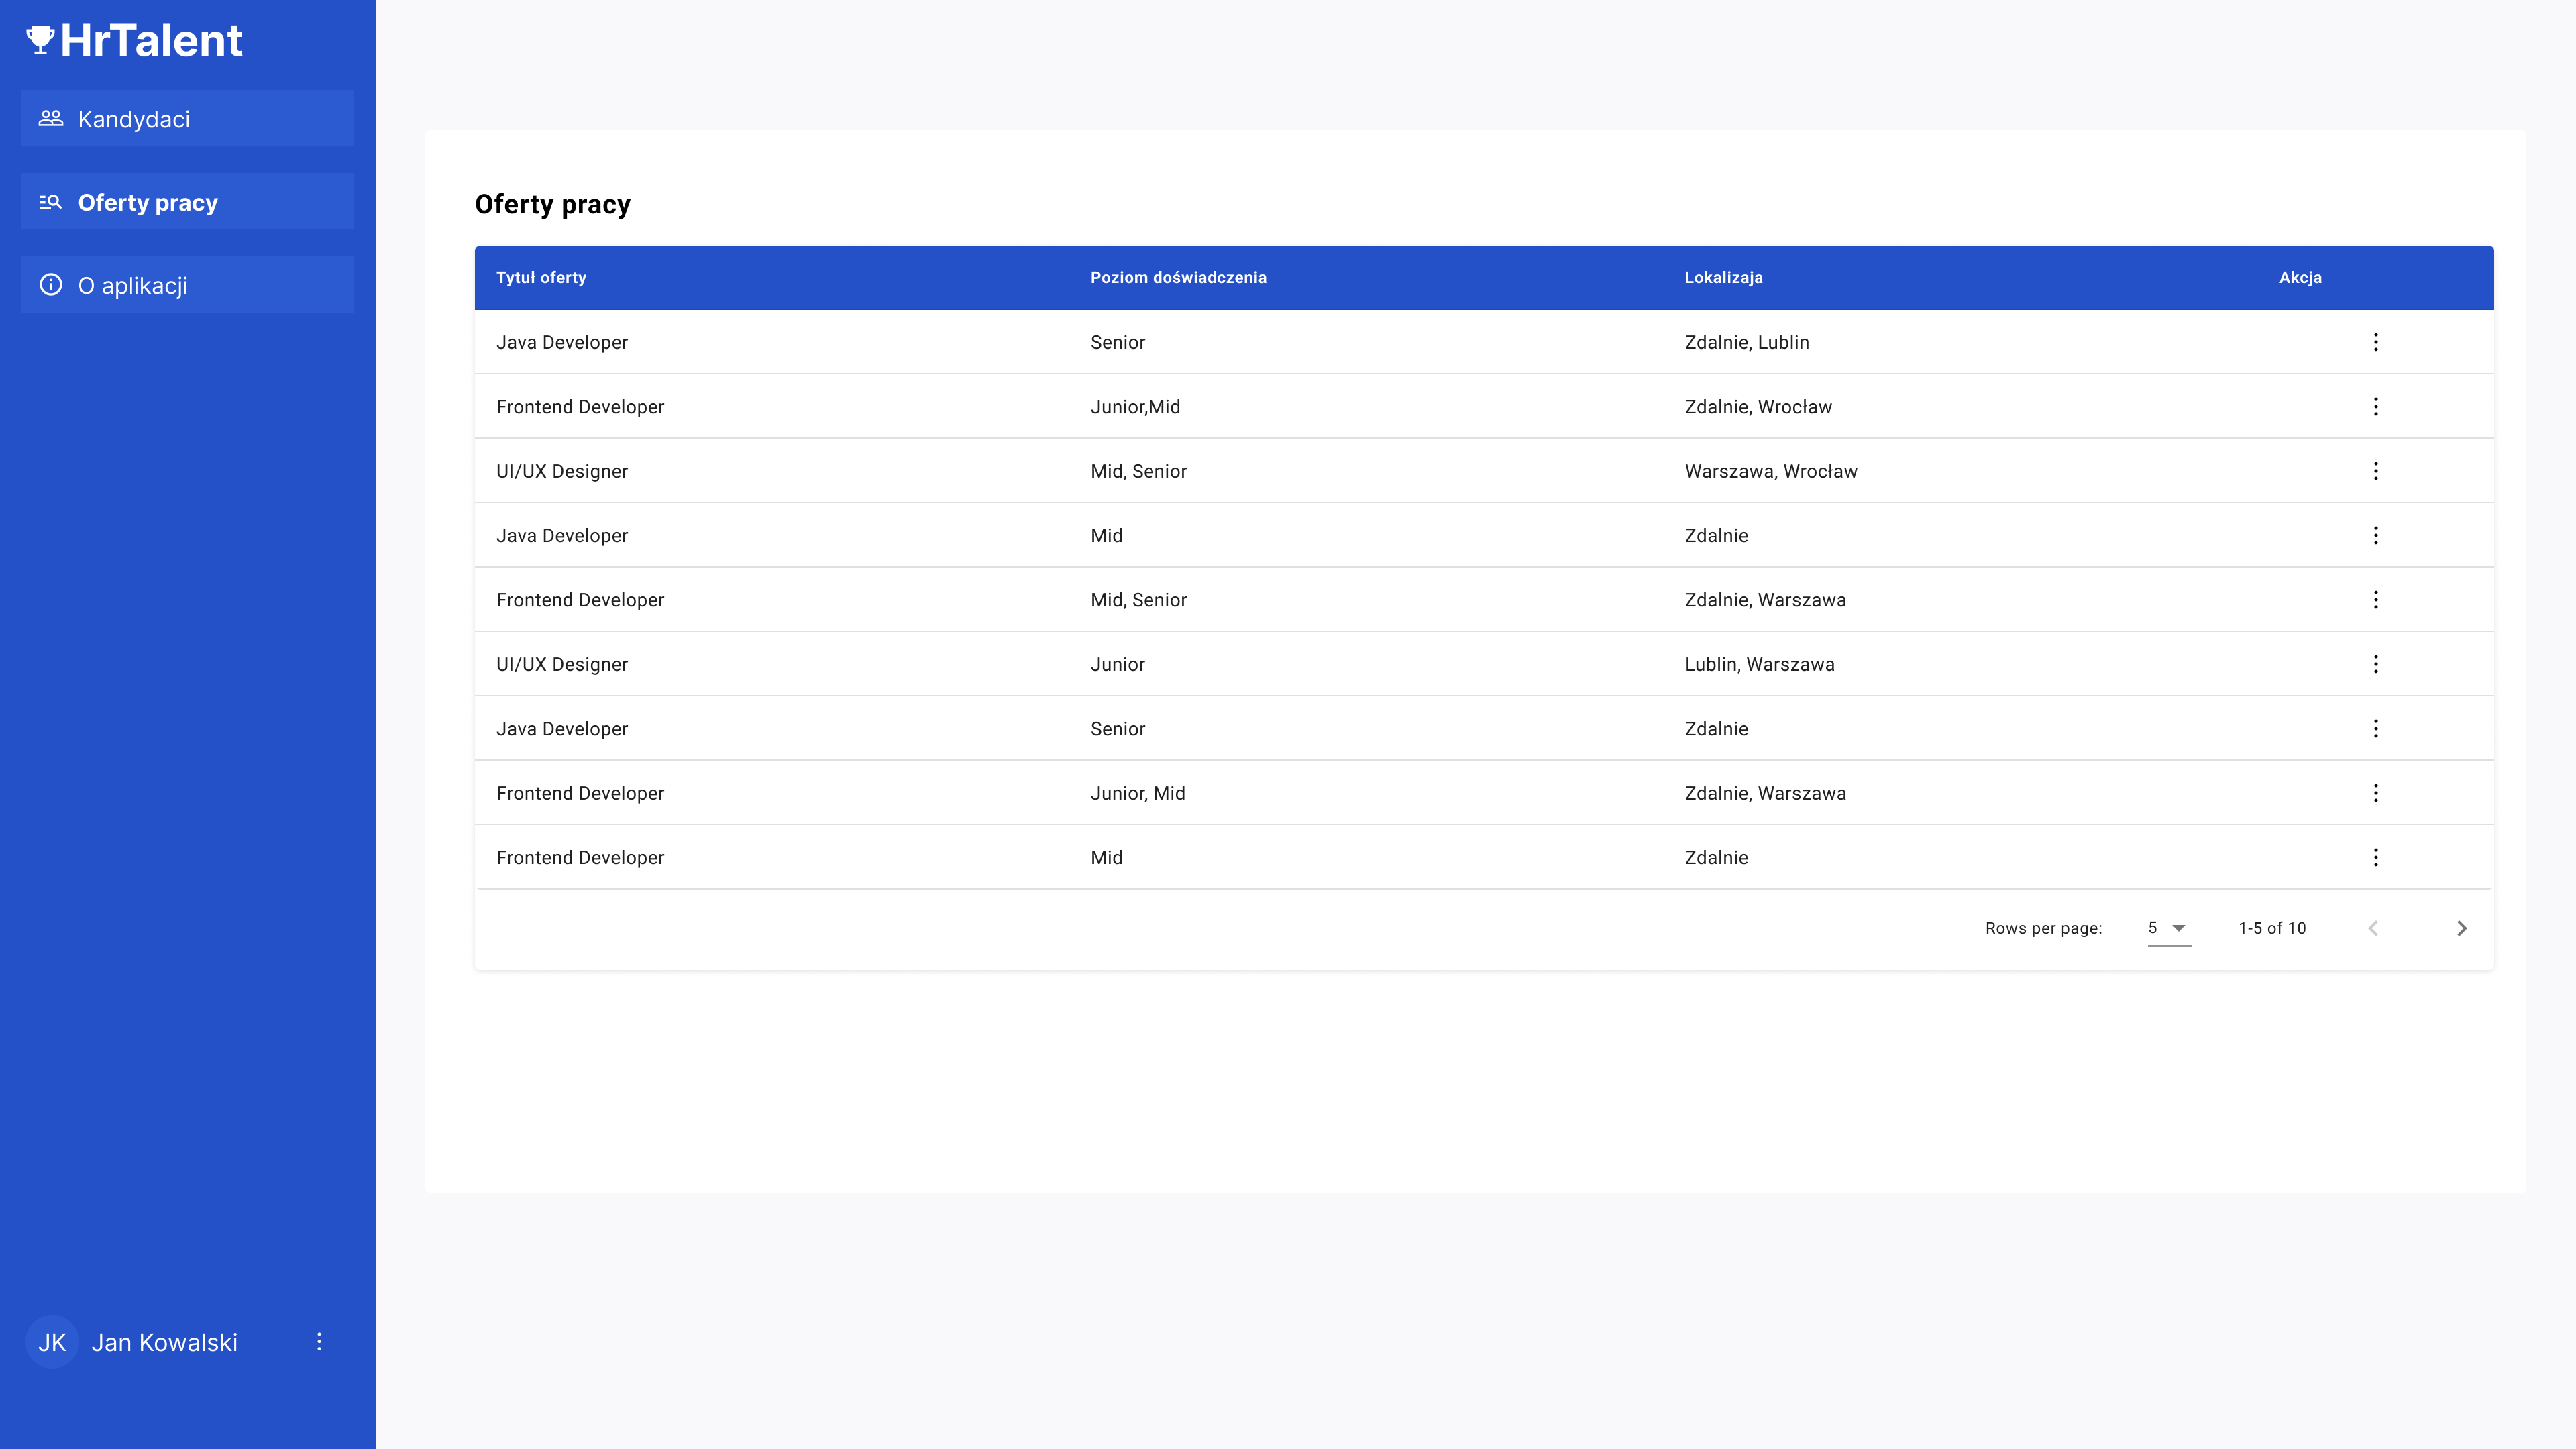 HrTalent
Kandydaci
Oferty pracy
O aplikacji
JK Jan Kowalski
Oferty pracy
Tytuł oferty Poziom doświadczenia Lokalizaja Akcja
Java Developer Senior Zdalnie, Lublin
Frontend Developer Junior,Mid Zdalnie, Wrocław
UI/UX Designer Mid, Senior Warszawa, Wrocław
Java Developer Mid Zdalnie
Frontend Developer Mid, Senior Zdalnie, Warszawa
UI/UX Designer Junior Lublin, Warszawa
Java Developer Senior Zdalnie
Frontend Developer Junior, Mid Zdalnie, Warszawa
Frontend Developer Mid Zdalnie
Rows per page: 5 1-5 of 10